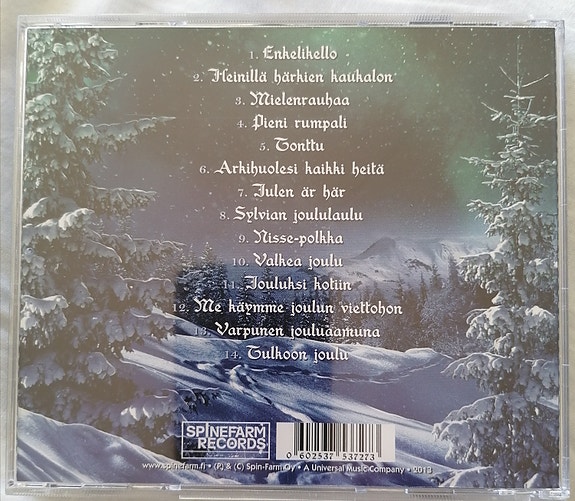 1. Enkelikello
2. Heinillä härkien kaukalon
3. Mielenrauhaa
4. Pieni rumpali
5. Tonttu
6. Arkihuolesi kaikki heitä
7. Julen är här
8. Sylvian joululaulu
9. Nisse-polkka
10. Valkea joulu
11. Jouluksi kotiin
12. Me käymme joulun viettohon
13. Varpunen jouluaamuna
14. Tulkoon joulu
SPINEFARM
RECORDS
0 602537 537273
www.spinefarm.fi • (P) & (C) Spin-Farm Oy • A Universal Music Company • 2013